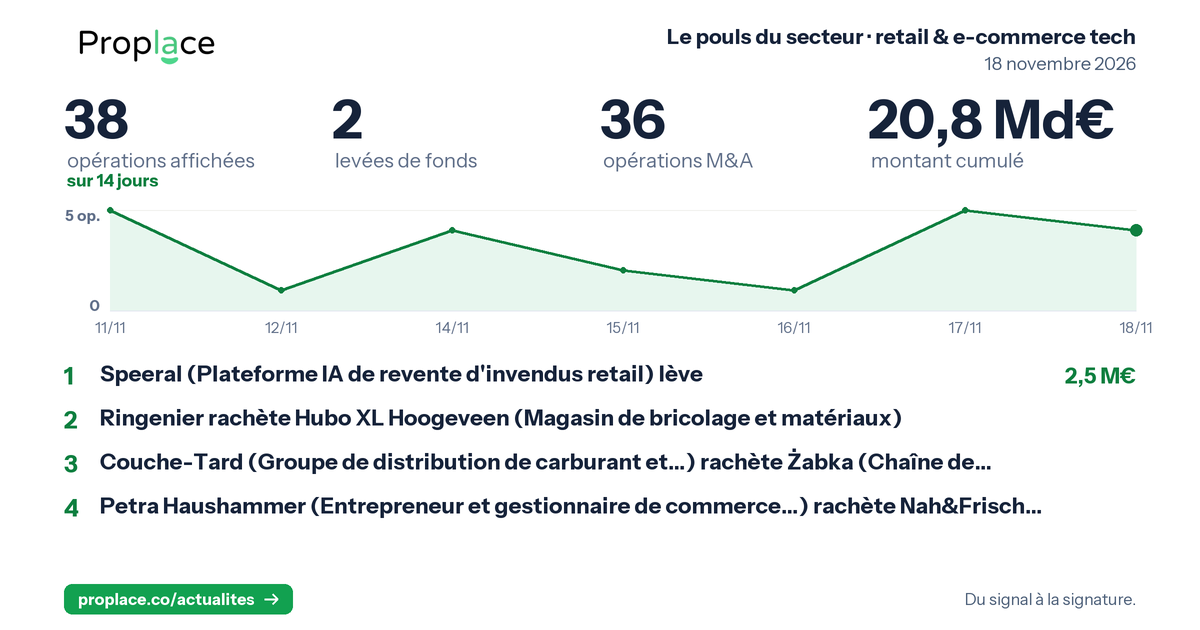 Proplace
Le pouls du secteur · retail & e-commerce tech
18 novembre 2026
38
opérations affichées
sur 14 jours
2
levées de fonds
36
opérations M&A
20,8 Md€
montant cumulé
5 op.
0
11/11 12/11 14/11 15/11 16/11 17/11 18/11
1 Speeral (Plateforme IA de revente d'invendus retail) lève 2,5 M€
2 Ringenier rachète Hubo XL Hoogeveen (Magasin de bricolage et matériaux)
3 Couche-Tard (Groupe de distribution de carburant et...) rachète Żabka (Chaîne de...
4 Petra Haushammer (Entrepreneur et gestionnaire de commerce...) rachète Nah&Frisch...
proplace.co/actualites →
Du signal à la signature.